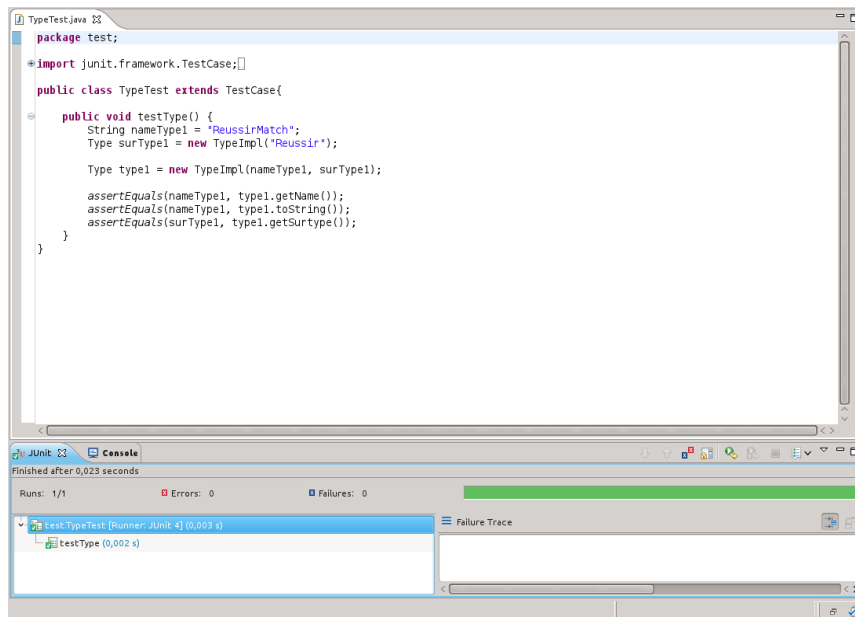 TypeTest.java
package test;
import junit.framework.TestCase;
public class TypeTest extends TestCase{
public void testType() {
String nameType1 = "ReussirMatch";
Type surType1 = new TypeImpl("Reussir");
Type type1 = new TypeImpl(nameType1, surType1);
assertEquals(nameType1, type1.getName());
assertEquals(nameType1, type1.toString());
assertEquals(surType1, type1.getSurtype());
}
}
JUnit Console
Finished after 0,023 seconds
Runs: 1/1 Errors: 0 Failures: 0
test.TypeTest [Runner: JUnit 4] (0,003 s) Failure Trace
testType (0,002 s)